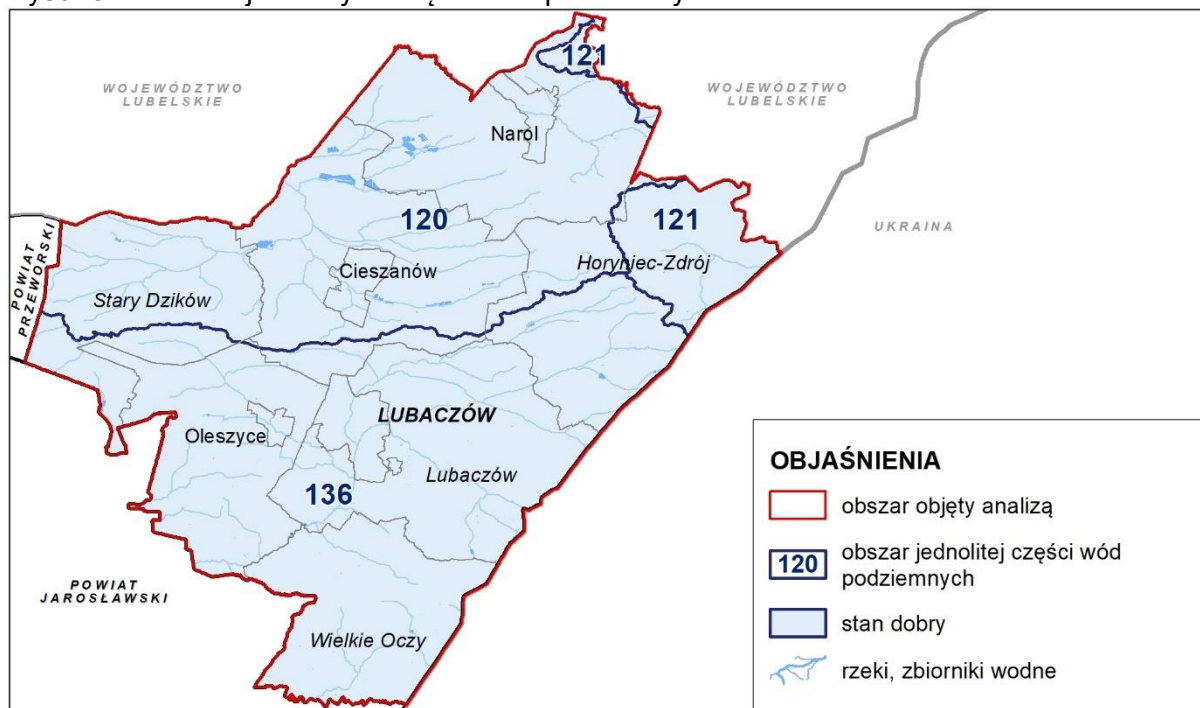 121
WOJEWÓDZTWO
LUBELSKIE
WOJEWÓDZTWO
LUBELSKIE
Narol
120
121
UKRAINA
POWIAT
PRZEWORSKI
Cieszanów
Horyniec-Zdrój
Stary Dzików
LUBACZÓW
Oleszyce
Lubaczów
136
POWIAT
JAROSŁAWSKI
Wielkie Oczy
OBJAŚNIENIA
obszar objęty analizą
120
obszar jednolitej części wód
podziemnych
stan dobry
rzeki, zbiorniki wodne